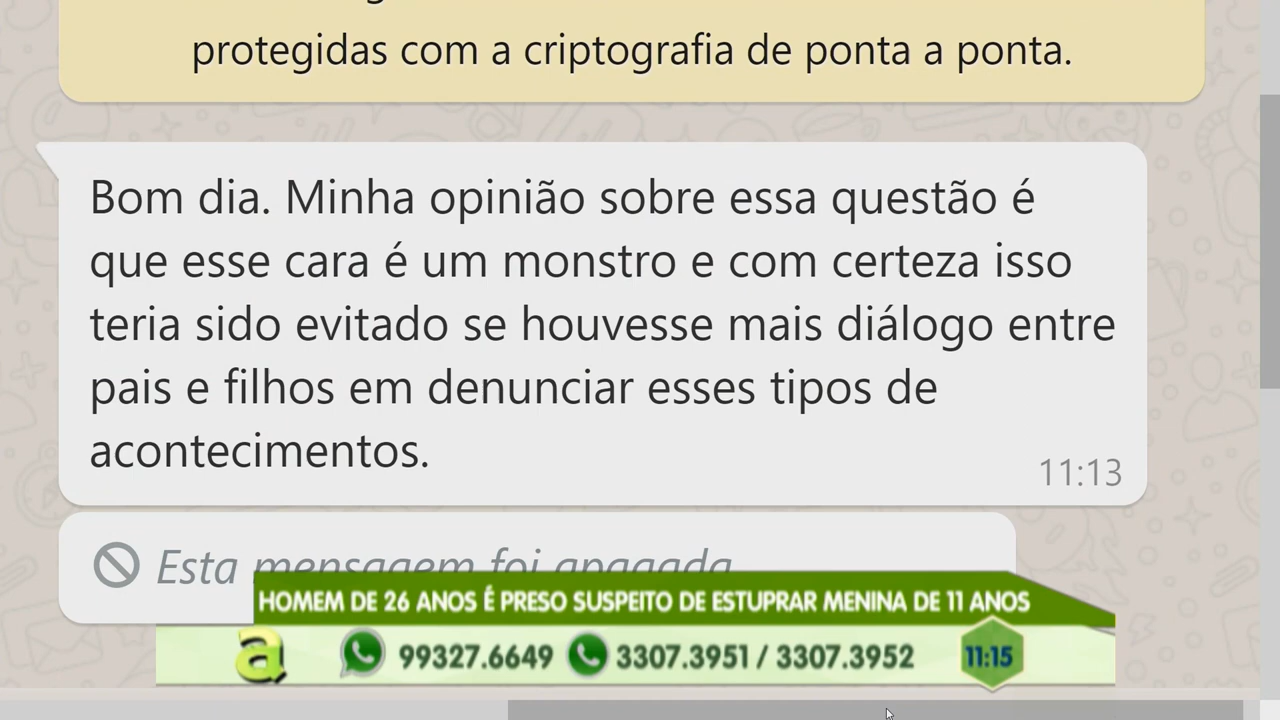 protegidas com a criptografia de ponta a ponta.
Bom dia. Minha opinião sobre essa questão é
que esse cara é um monstro e com certeza isso
teria sido evitado se houvesse mais diálogo entre
pais e filhos em denunciar esses tipos de
acontecimentos.
11:13
Esta mensagem foi apagada
HOMEM DE 26 ANOS É PRESO SUSPEITO DE ESTUPRAR MENINA DE 11 ANOS
a 99327.6649 3307.3951 / 3307.3952 11:15